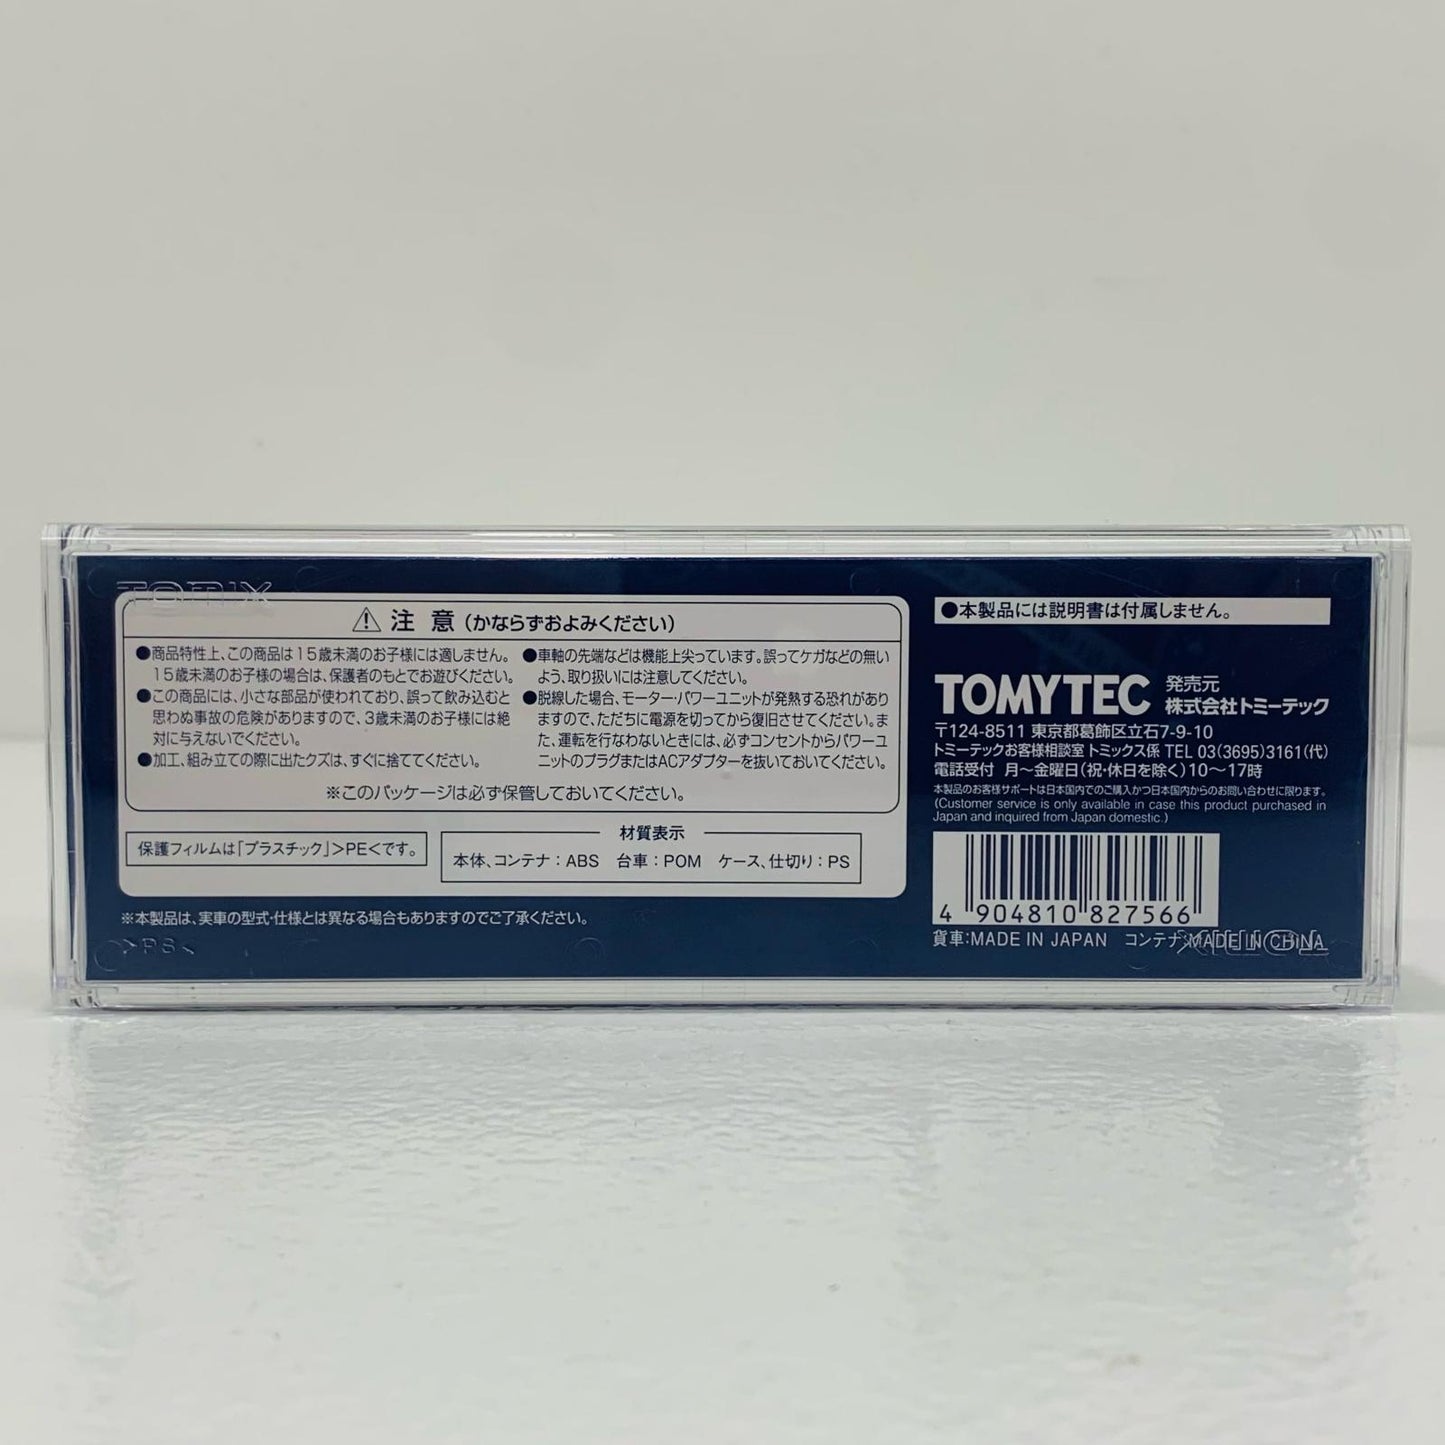 TOMIX
⚠ 注 意 (かならずおよみください)
●商品特性上、この商品は15歳未満のお子様には適しません。
15歳未満のお子様の場合は、保護者のもとでお遊びください。
●この商品には、小さな部品が使われており、誤って飲み込むと
思わぬ事故の危険がありますので、3歳未満のお子様には絶
対に与えないでください。
●加工、組み立ての際に出たクズは、すぐに捨ててください。
●車軸の先端などは機能上尖っています。誤ってケガなどの無い
よう、取り扱いには注意してください。
●脱線した場合、モーター・パワーユニットが発熱する恐れがあり
ますので、ただちに電源を切ってから復旧させてください。ま
た、運転を行なわないときには、必ずコンセントからパワーユ
ニットのプラグまたはACアダプターを抜いておいてください。
※このパッケージは必ず保管しておいてください。
保護フィルムは「プラスチック」>PE<です。
材質表示
本体、コンテナ:ABS 台車:POM ケース、仕切り:PS
※本製品は、実車の型式・仕様とは異なる場合もありますのでご了承ください。
>PS<
●本製品には説明書は付属しません。
TOMYTEC 発売元
株式会社トミーテック
〒124-8511 東京都葛飾区立石7-9-10
トミーテックお客様相談室 トミックス係 TEL 03(3695)3161(代)
電話受付 月〜金曜日(祝・休日を除く)10〜17時
本製品のお客様サポートは日本国内でのご購入かつ日本国内からのお問い合わせに限ります。
(Customer service is only available in case this product purchased in
Japan and inquired from Japan domestic.)
4 904810 827566
貨車:MADE IN JAPAN コンテナ:MADE IN CHINA
TOMIX